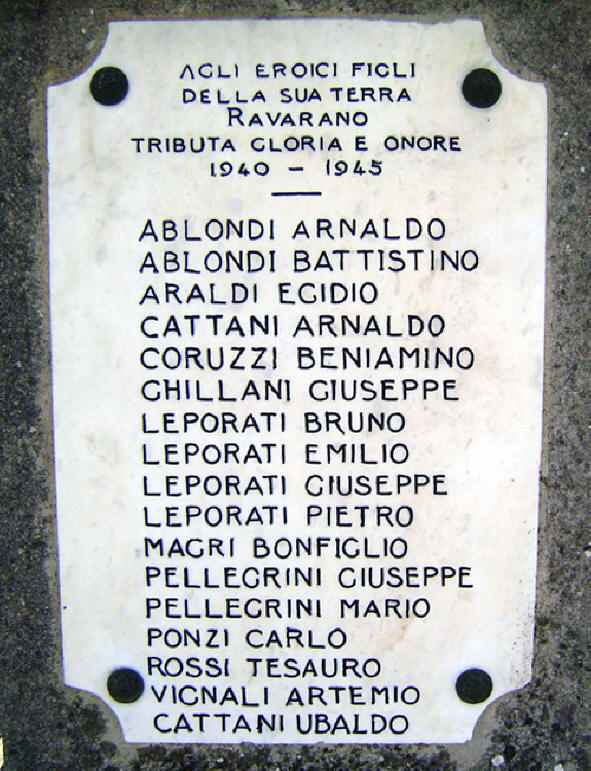 AGLI EROICI FIGLI
DELLA SUA TERRA
RAVARANO
TRIBUTA GLORIA E ONORE
1940 – 1945
ABLONDI ARNALDO
ABLONDI BATTISTINO
ARALDI EGIDIO
CATTANI ARNALDO
CORUZZI BENIAMINO
GHILLANI GIUSEPPE
LEPORATI BRUNO
LEPORATI EMILIO
LEPORATI GIUSEPPE
LEPORATI PIETRO
MAGRI BONFIGLIO
PELLEGRINI GIUSEPPE
PELLEGRINI MARIO
PONZI CARLO
ROSSI TESAURO
VIGNALI ARTEMIO
CATTANI UBALDO